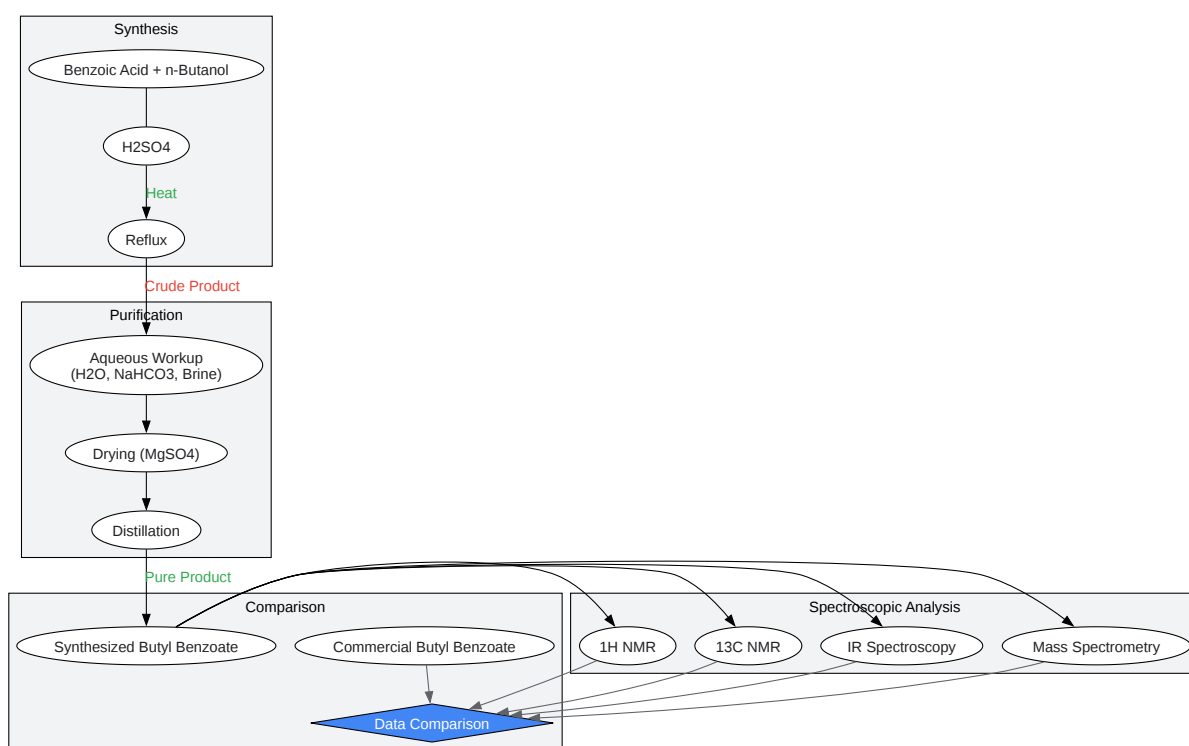 Synthesis
Benzoic Acid + n-Butanol
H2SO4
Heat
Reflux
Crude Product
Purification
Aqueous Workup
(H2O, NaHCO3, Brine)
Drying (MgSO4)
Distillation
Pure Product
Comparison
Synthesized Butyl Benzoate
Commercial Butyl Benzoate
Data Comparison
Spectroscopic Analysis
1H NMR
13C NMR
IR Spectroscopy
Mass Spectrometry